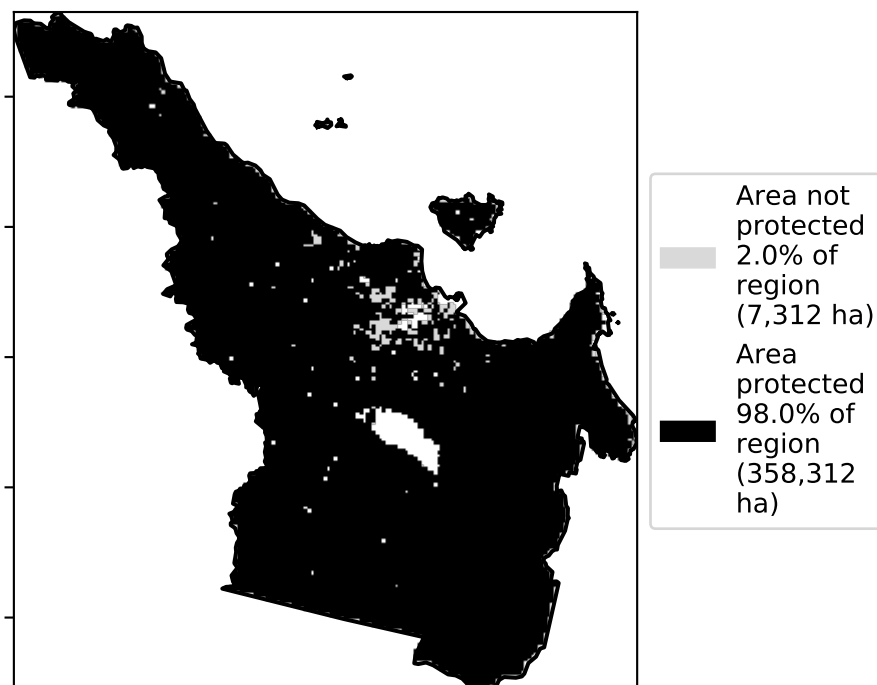 Area not
protected
2.0% of
region
(7,312 ha)
Area
protected
98.0% of
region
(358,312
ha)